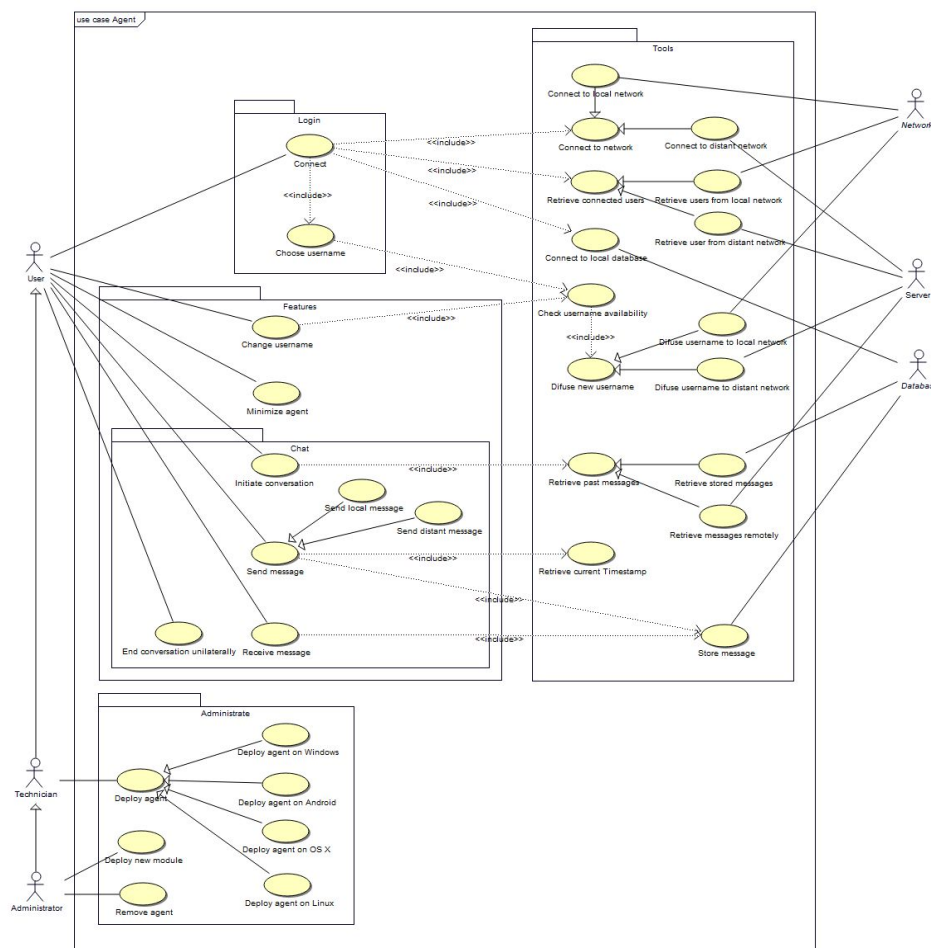 use case Agent
Tools
Connect to local network
Network
Login
Connect to network
Connect to distant network
<<include>>
Connect
<<include>>
Retrieve connected users
Retrieve users from local network
<<include>>
<<include>>
Choose username
Retrieve user from distant network
Connect to local database
<<include>>
User
Server
Features
Check username availability
<<include>>
Change username
<<include>>
Difuse username to local network
Difuse new username
Difuse username to distant network
Minimize agent
Chat
Initiate conversation
<<include>>
Retrieve past messages
Retrieve stored messages
Send local message
Send distant message
Retrieve messages remotely
Send message
<<include>>
Retrieve current Timestamp
<<include>>
End conversation unilaterally
Receive message
<<include>>
Store message
Administrate
Deploy agent on Windows
Technician
Deploy agent
Deploy agent on Android
Deploy agent on OS X
Deploy new module
Deploy agent on Linux
Administrator
Remove agent